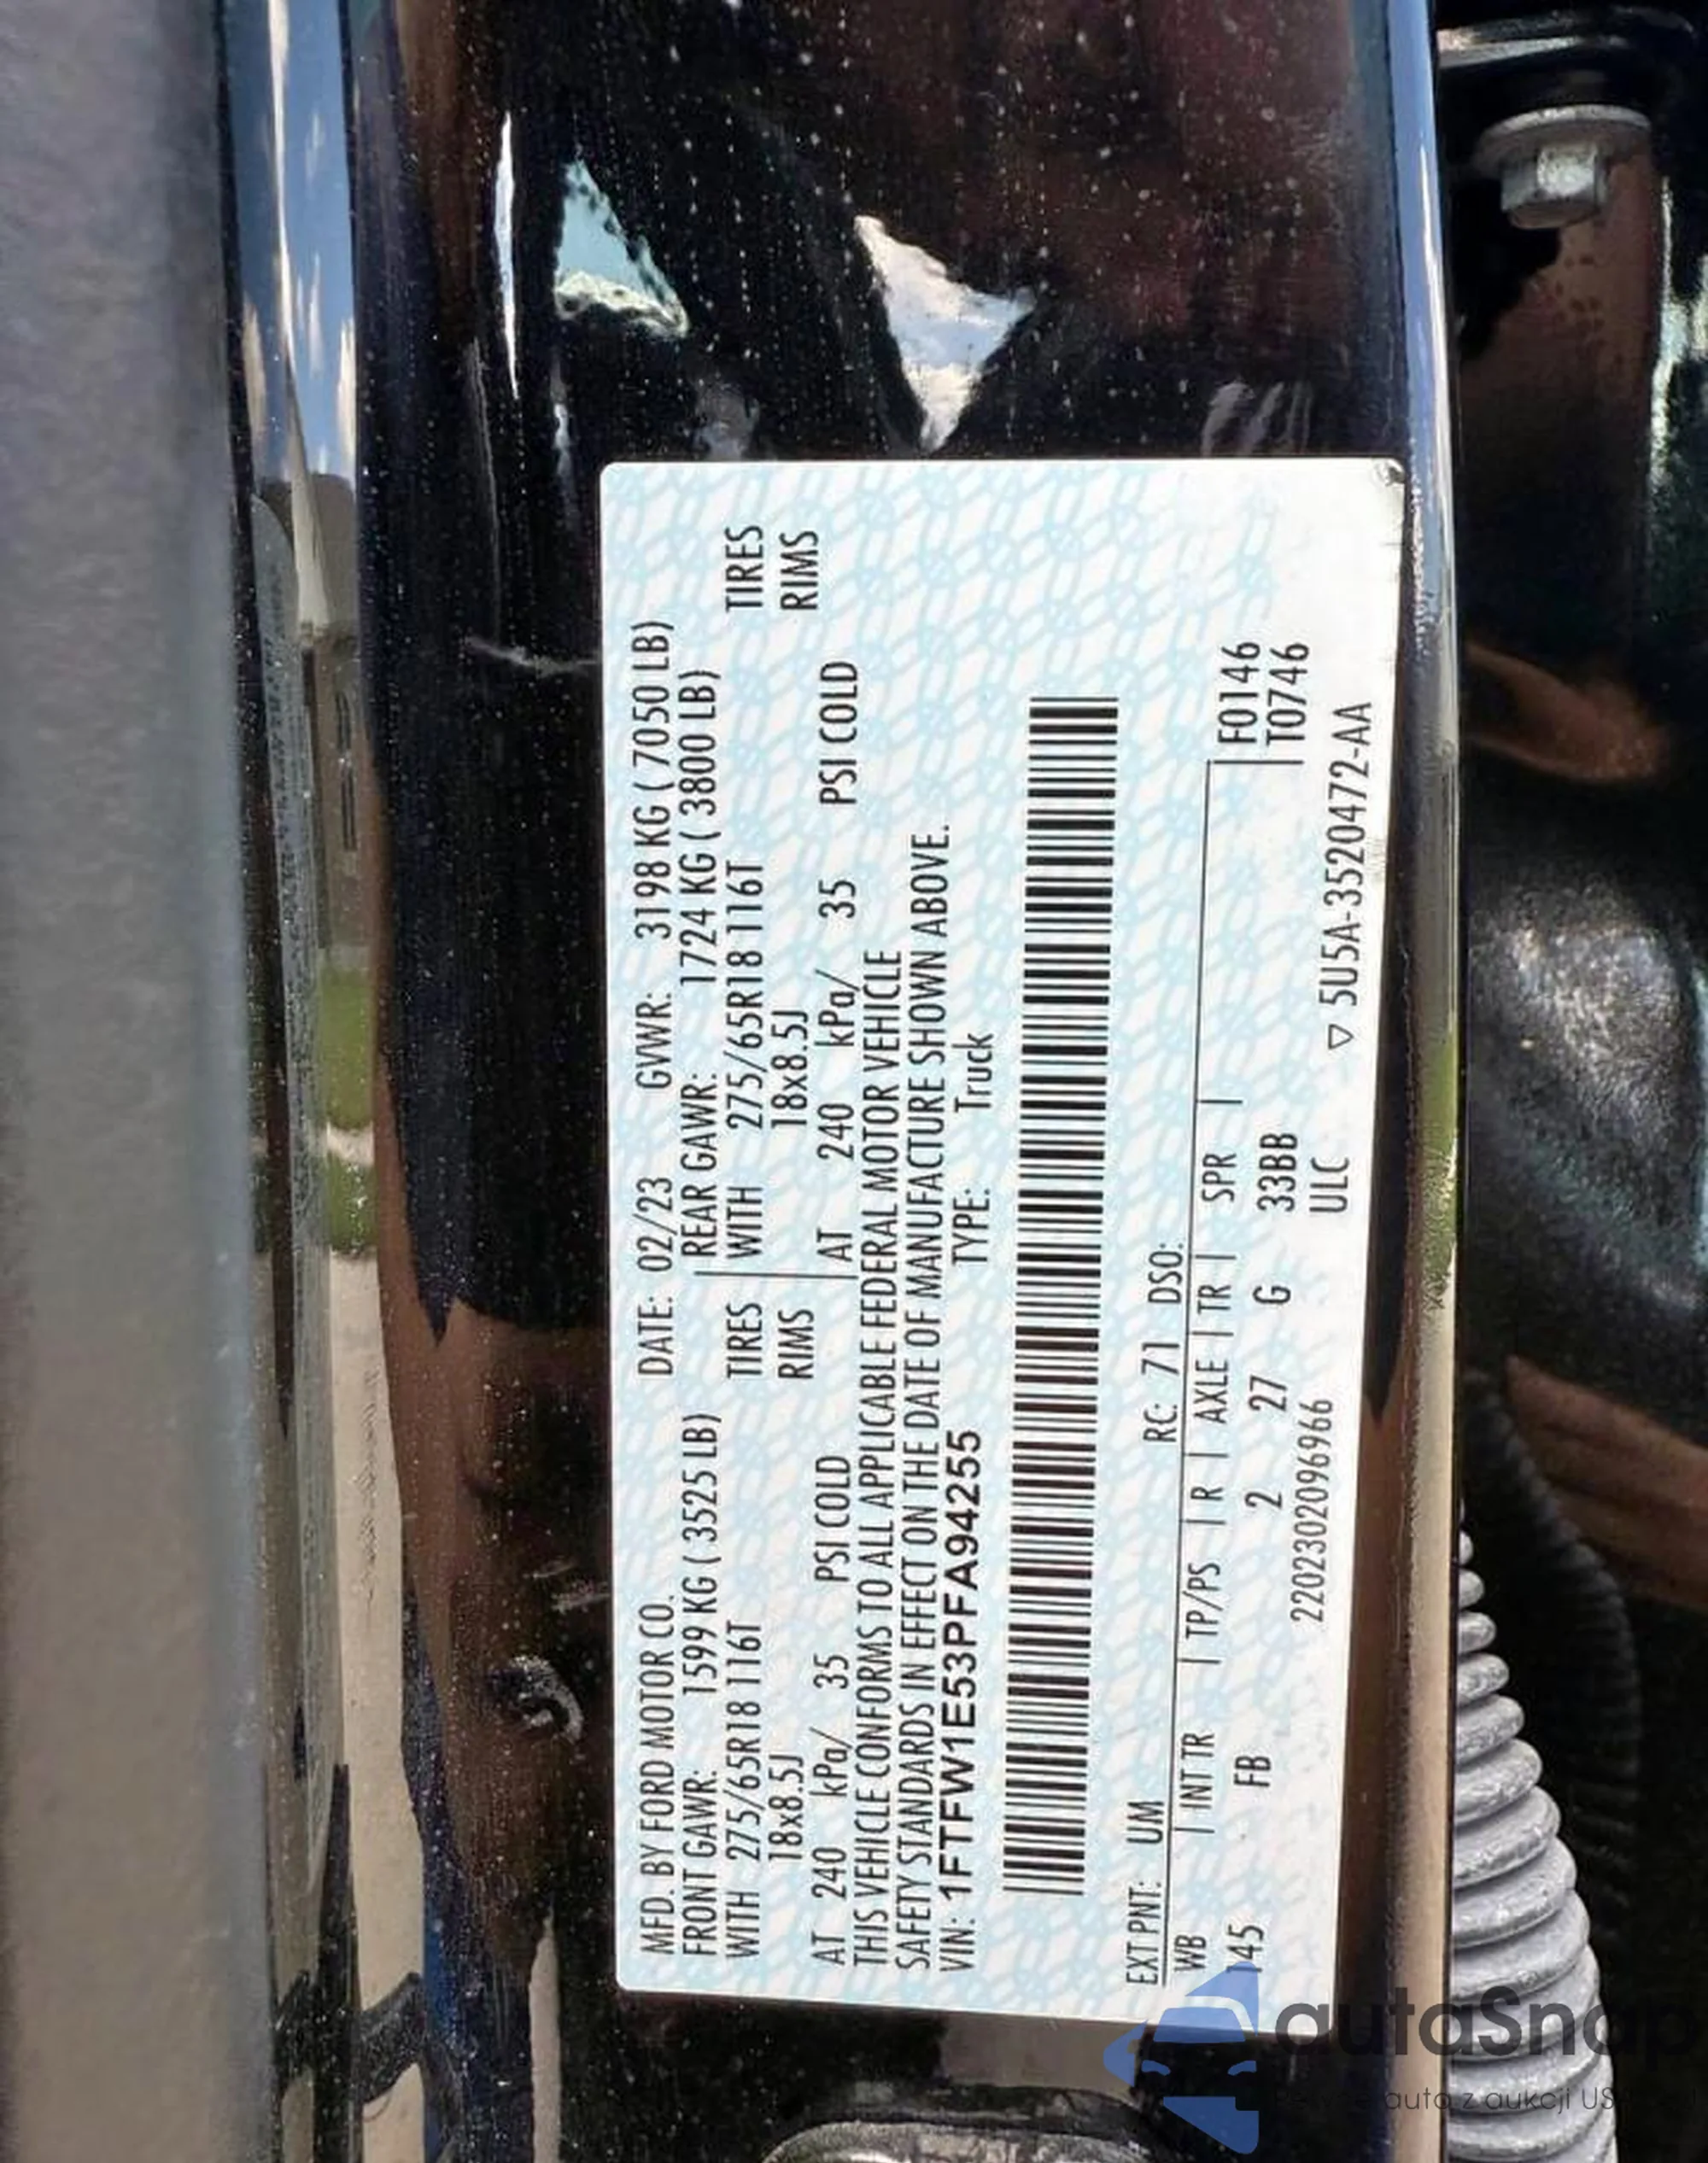 MFD. BY FORD MOTOR CO. DATE: 02/23 GVWR: 3198 KG ( 7050 LB)
FRONT GAWR: 1599 KG ( 3525 LB) REAR GAWR: 1724 KG ( 3800 LB)
WITH 275/65R18 116T TIRES WITH 275/65R18 116T TIRES
18x8.5J RIMS 18x8.5J RIMS
AT 240 kPa/ 35 PSI COLD AT 240 kPa/ 35 PSI COLD
THIS VEHICLE CONFORMS TO ALL APPLICABLE FEDERAL MOTOR VEHICLE
SAFETY STANDARDS IN EFFECT ON THE DATE OF MANUFACTURE SHOWN ABOVE.
VIN: 1FTFW1E53PFA94255 TYPE: Truck
EXT PNT: UM RC: 71 DSO:
WB | INT TR | TP/PS | R | AXLE | TR | SPR | F0146
145 FB 2 27 G 33BB T0746
2202302096966 ULC
▽ 5U5A-3520472-AA
autaSnap
auto z aukcji US